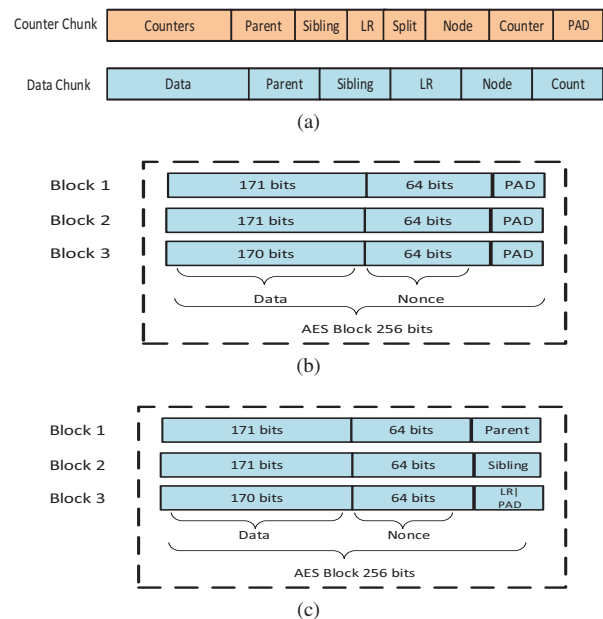 Counter Chunk Counters Parent Sibling LR Split Node Counter PAD
Data Chunk Data Parent Sibling LR Node Count
(a)
Block 1 171 bits 64 bits PAD
Block 2 171 bits 64 bits PAD
Block 3 170 bits 64 bits PAD
Data Nonce
AES Block 256 bits
(b)
Block 1 171 bits 64 bits Parent
Block 2 171 bits 64 bits Sibling
Block 3 170 bits 64 bits LR|
PAD
Data Nonce
AES Block 256 bits
(c)